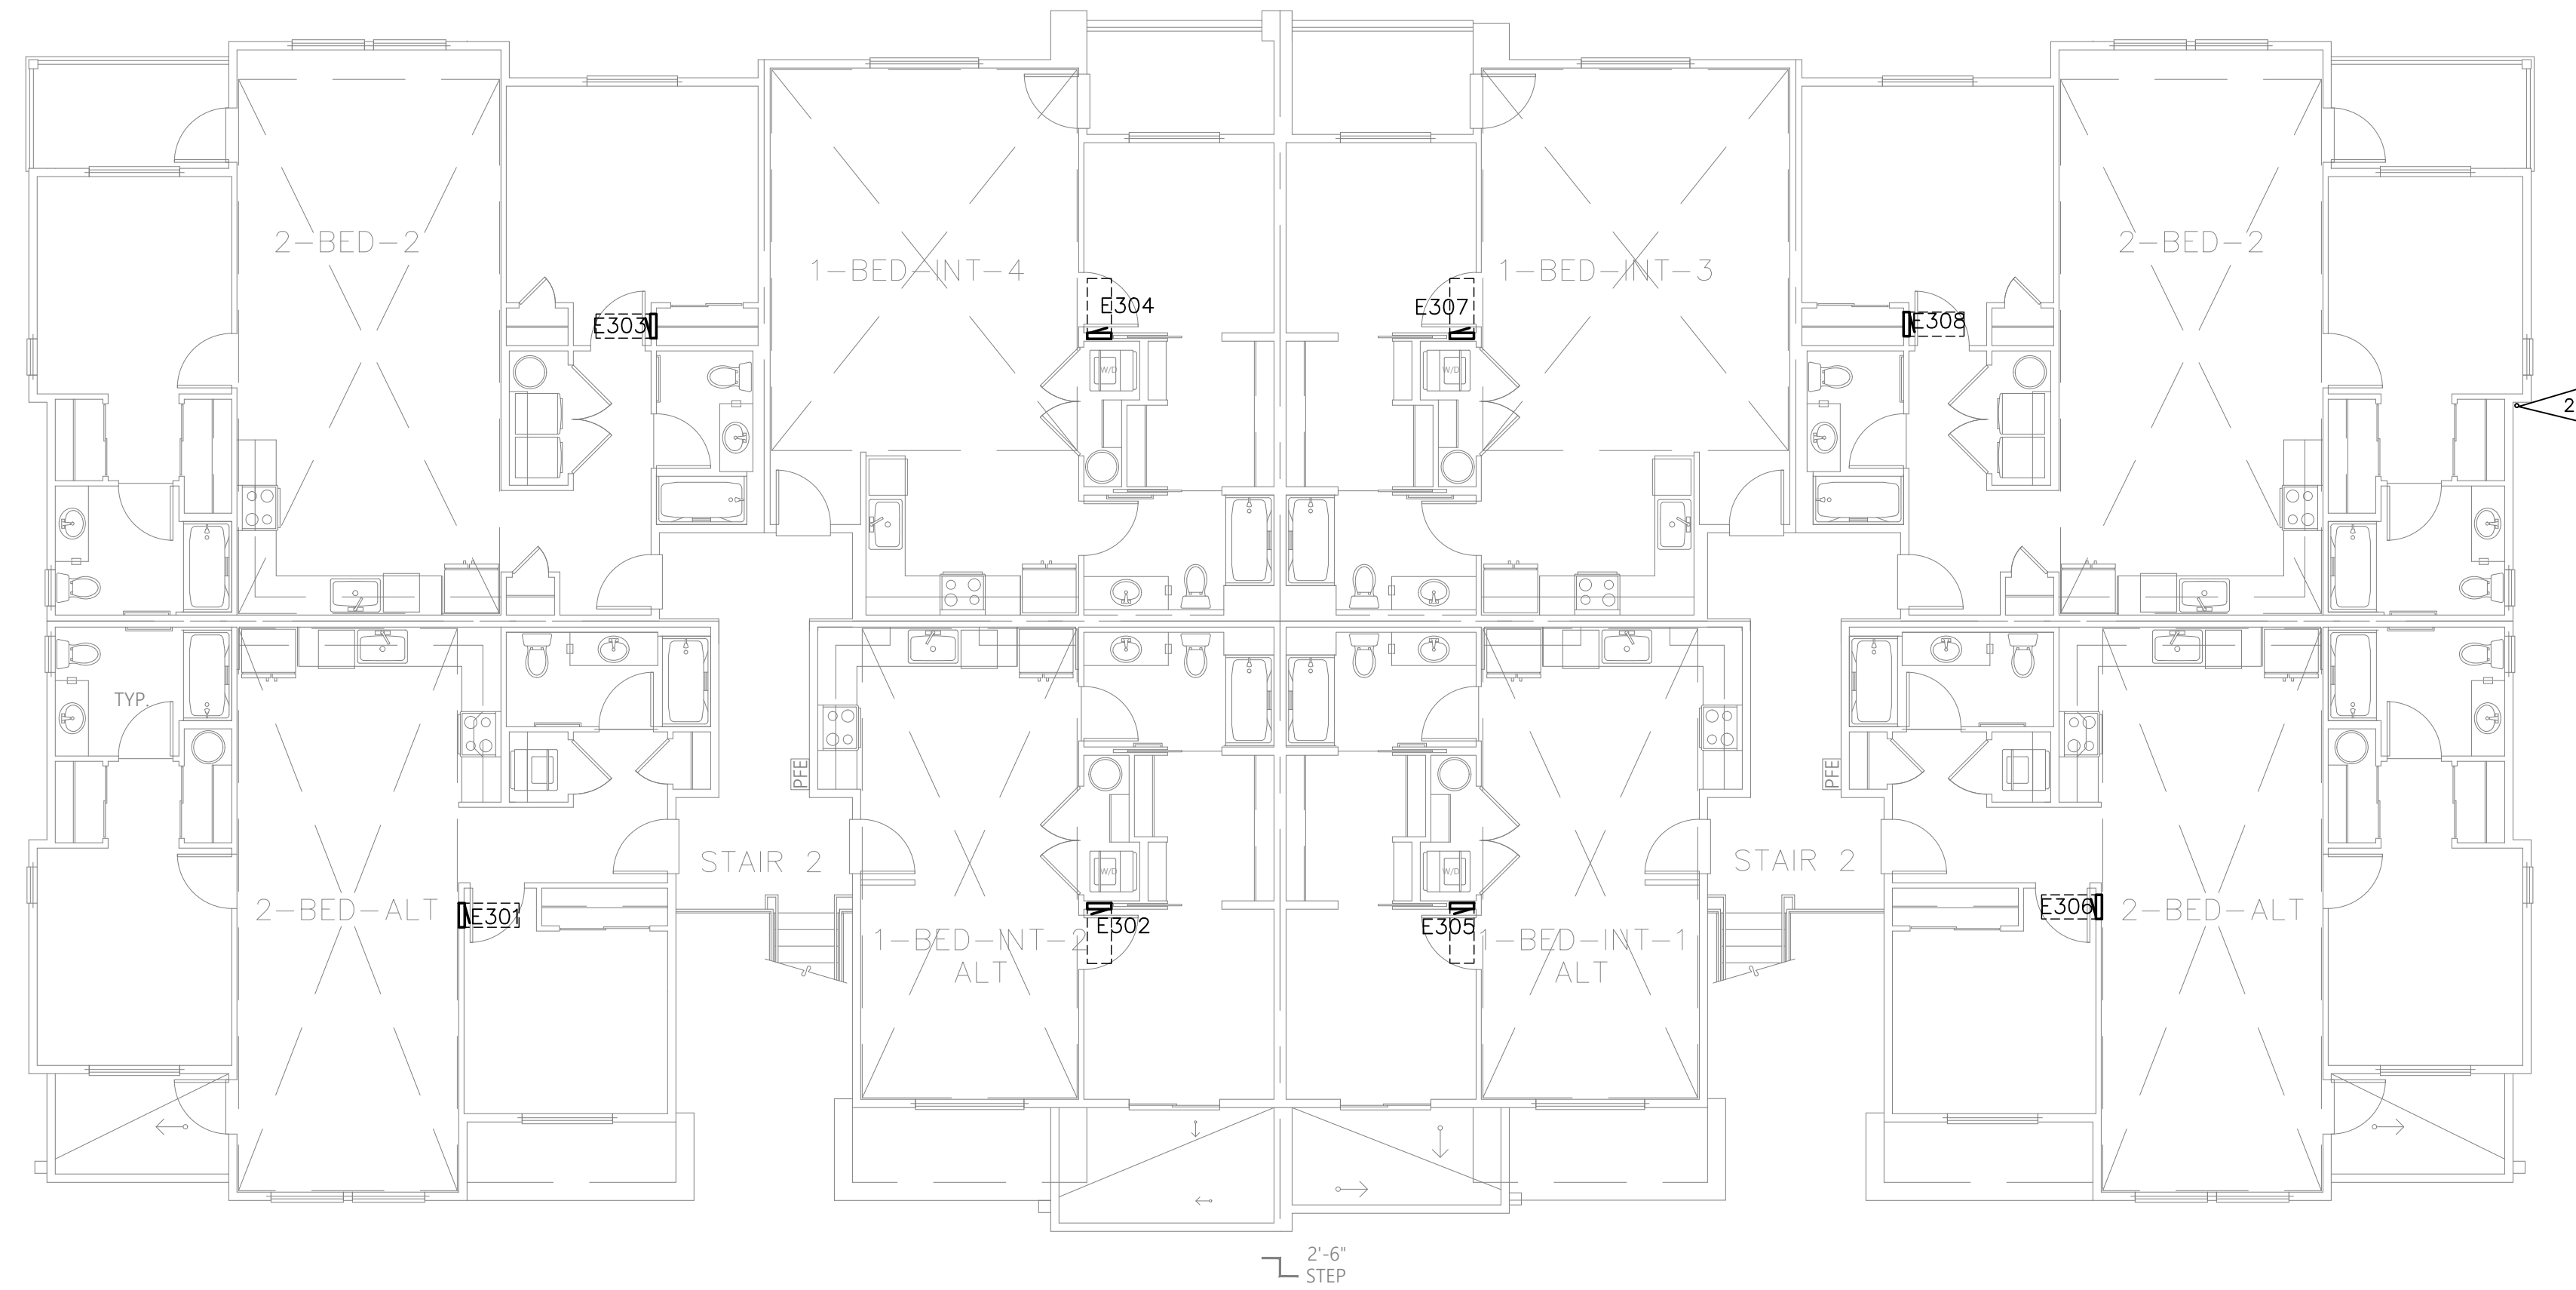 2-BED-2
1-BED-INT-4
1-BED-INT-3
2-BED-2
E303
E304
E307
E308
W/D
W/D
2
TYP.
PFE
PFE
STAIR 2
STAIR 2
W/D
W/D
2-BED-ALT
E301
1-BED-INT-2
ALT
E302
E305
1-BED-INT-1
ALT
E306
2-BED-ALT
2'-6"
STEP